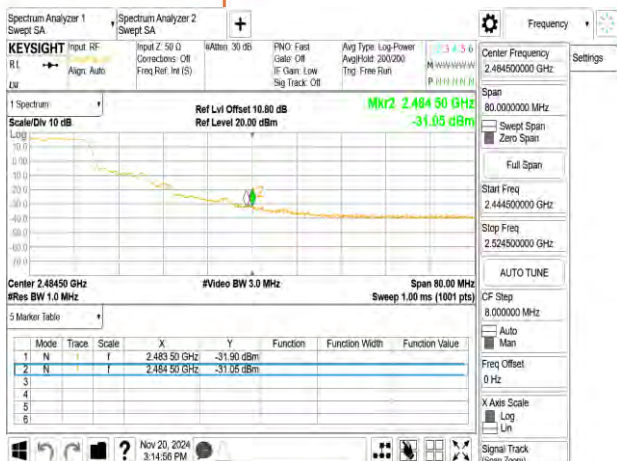 Spectrum Analyzer 1
Swept SA
Spectrum Analyzer 2
Swept SA
+
Frequency
KEYSIGHT Input: RF
RL
Align: Auto
Input Z: 50 Ω
Corrections: Off
Freq Ref: Int (S)
#Atten: 30 dB
PNO: Fast
Gate: Off
IF Gain: Low
Sig Track: Off
Avg Type: Log-Power
Avg|Hold: 200/200
Trig: Free Run
M W W W W W W
P N N N N N N
Center Frequency
2.484500000 GHz
Settings
Span
80.0000000 MHz
Swept Span
Zero Span
Full Span
Start Freq
2.444500000 GHz
Stop Freq
2.524500000 GHz
AUTO TUNE
CF Step
8.000000 MHz
Auto
Man
Freq Offset
0 Hz
X Axis Scale
Log
Lin
Signal Track
(Span Zoom)
1 Spectrum
Scale/Div 10 dB
Ref Lvl Offset 10.80 dB
Ref Level 20.00 dBm
Mkr2 2.484 50 GHz
-31.05 dBm
Log
10.0
0.00
2
Center 2.48450 GHz
#Res BW 1.0 MHz
#Video BW 3.0 MHz
Span 80.00 MHz
Sweep 1.00 ms (1001 pts)
5 Marker Table
Mode Trace Scale X Y Function Function Width Function Value
1 N 1 f 2.483 50 GHz -31.90 dBm
2 N 1 f 2.484 50 GHz -31.05 dBm
3
4
5
6
?
Nov 20, 2024
3:14:56 PM